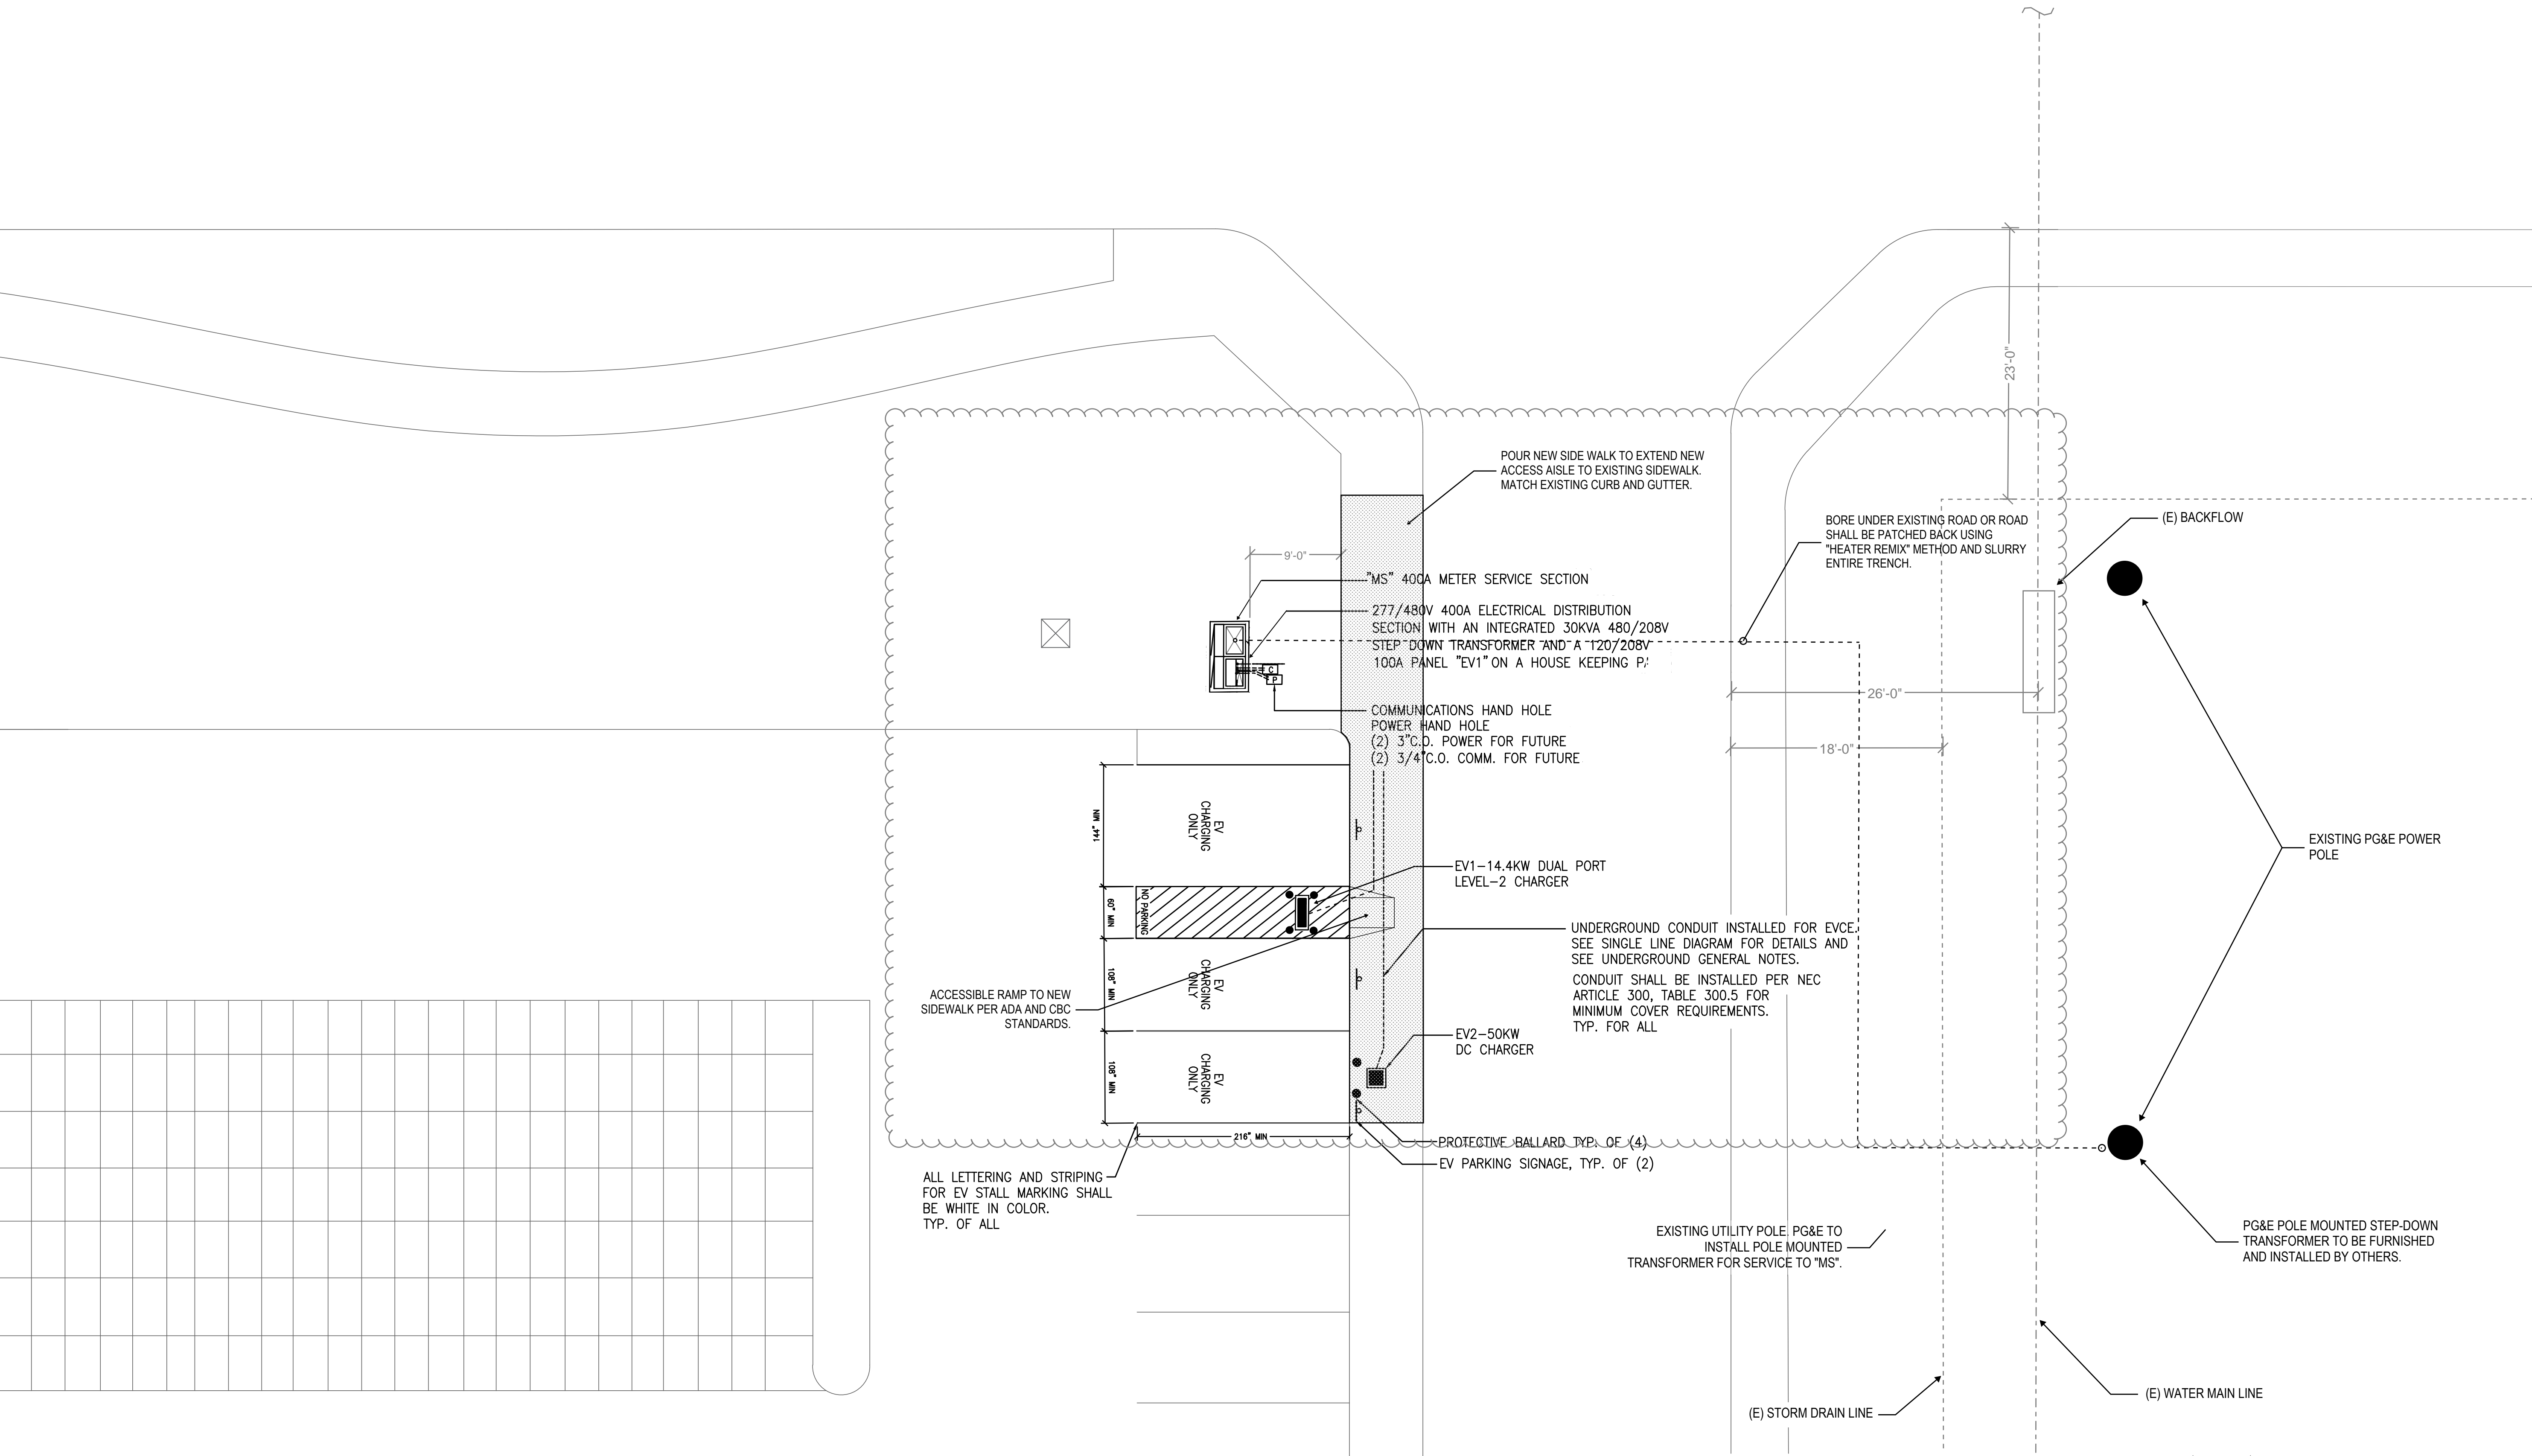 23'-0"
POUR NEW SIDE WALK TO EXTEND NEW
ACCESS AISLE TO EXISTING SIDEWALK.
MATCH EXISTING CURB AND GUTTER.
BORE UNDER EXISTING ROAD OR ROAD
SHALL BE PATCHED BACK USING
"HEATER REMIX" METHOD AND SLURRY
ENTIRE TRENCH.
(E) BACKFLOW
9'-0"
"MS" 400A METER SERVICE SECTION
277/480V 400A ELECTRICAL DISTRIBUTION
SECTION WITH AN INTEGRATED 30KVA 480/208V
STEP DOWN TRANSFORMER AND A 120/208V
100A PANEL "EV1" ON A HOUSE KEEPING
C
P
26'-0"
COMMUNICATIONS HAND HOLE
POWER HAND HOLE
(2) 3"C.O. POWER FOR FUTURE
(2) 3/4"C.O. COMM. FOR FUTURE
18'-0"
144" MIN
EV
CHARGING
ONLY
EXISTING PG&E POWER
POLE
EV1-14.4KW DUAL PORT
LEVEL-2 CHARGER
60" MIN
NO PARKING
UNDERGROUND CONDUIT INSTALLED FOR EVCE.
SEE SINGLE LINE DIAGRAM FOR DETAILS AND
SEE UNDERGROUND GENERAL NOTES.
CONDUIT SHALL BE INSTALLED PER NEC
ARTICLE 300, TABLE 300.5 FOR
MINIMUM COVER REQUIREMENTS.
TYP. FOR ALL
108" MIN
EV
CHARGING
ONLY
ACCESSIBLE RAMP TO NEW
SIDEWALK PER ADA AND CBC
STANDARDS.
EV2-50KW
DC CHARGER
108" MIN
EV
CHARGING
ONLY
216" MIN
PROTECTIVE BALLARD TYP. OF (4)
EV PARKING SIGNAGE, TYP. OF (2)
ALL LETTERING AND STRIPING
FOR EV STALL MARKING SHALL
BE WHITE IN COLOR.
TYP. OF ALL
EXISTING UTILITY POLE. PG&E TO
INSTALL POLE MOUNTED
TRANSFORMER FOR SERVICE TO "MS".
PG&E POLE MOUNTED STEP-DOWN
TRANSFORMER TO BE FURNISHED
AND INSTALLED BY OTHERS.
(E) WATER MAIN LINE
(E) STORM DRAIN LINE